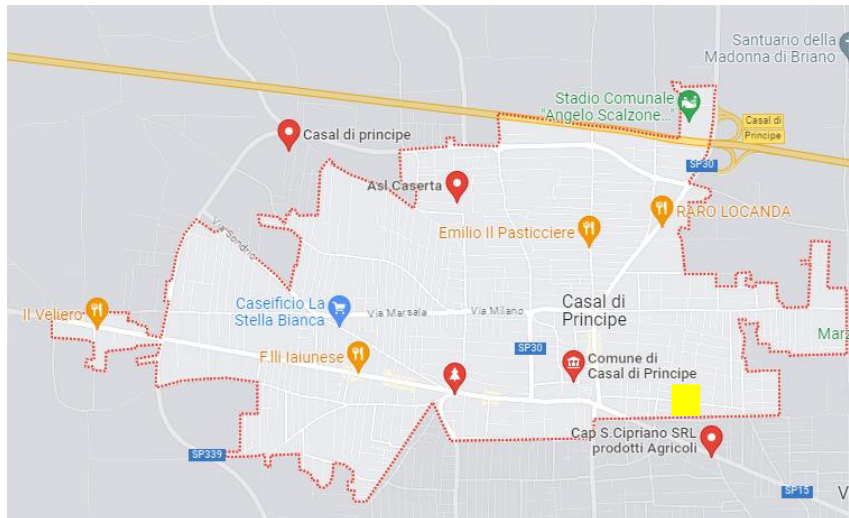 Santuario della
Madonna di Briano
Stadio Comunale
"Angelo Scalzone..."
Casal di
Principe
Casal di principe
SP30
Asl Caserta
RARO LOCANDA
Emilio Il Pasticciere
Via Sondrio
Il Veliero
Caseificio La
Stella Bianca
Via Marsala
Via Milano
Casal di
Principe
Marz
SP30
F.lli Iaiunese
Comune di
Casal di Principe
Cap S.Cipriano SRL
prodotti Agricoli
SP339
SP15
V